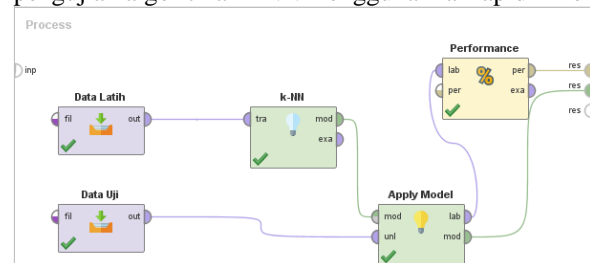 Process
inp
Performance
lab
%
per
per
exa
res
res
res
Data Latih
fil
out
k-NN
tra
mod
exa
Data Uji
fil
out
Apply Model
mod
lab
unl
mod